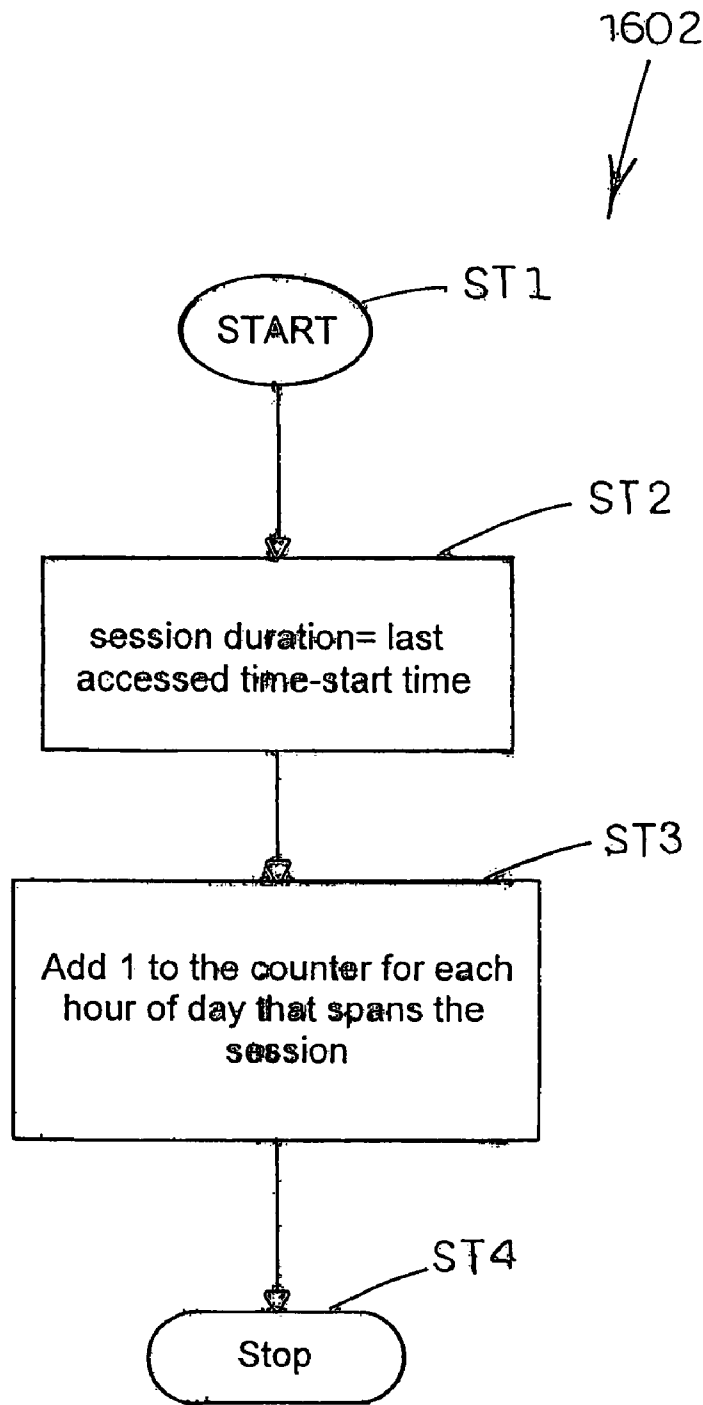 1602
ST1
START
ST2
session duration= last
accessed time-start time
ST3
Add 1 to the counter for each
hour of day that spans the
session
ST4
Stop